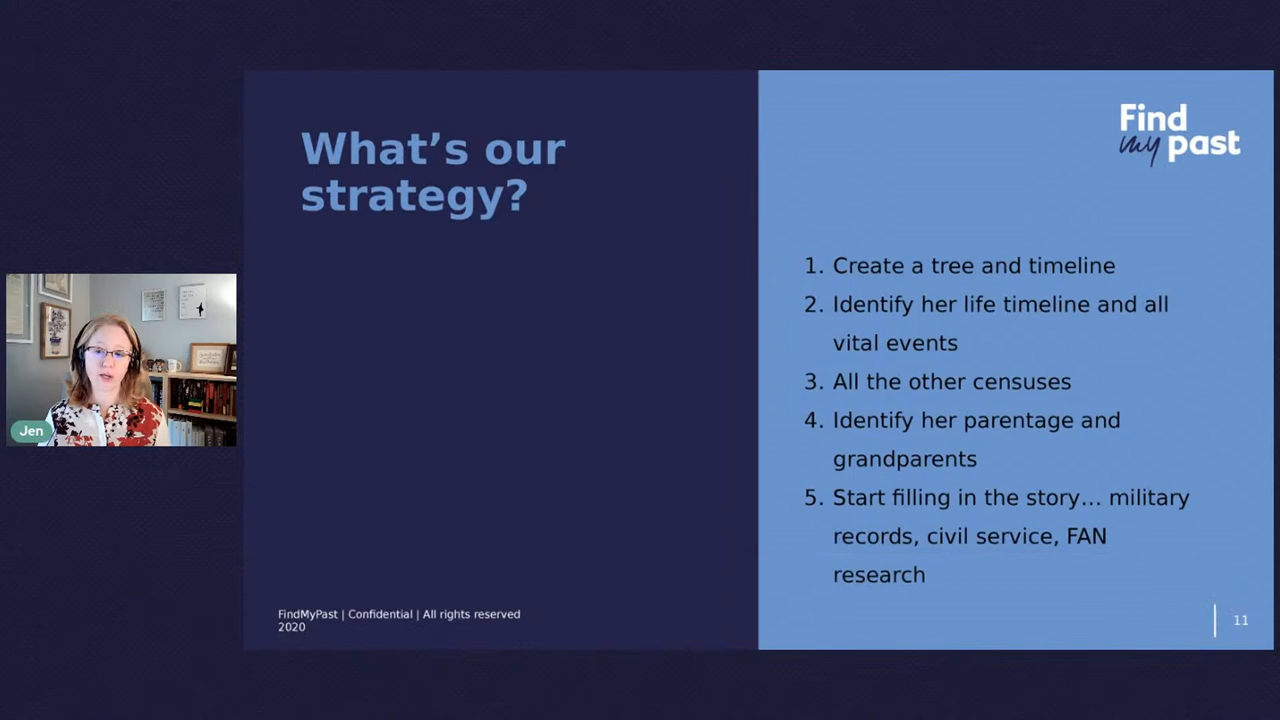 What’s our
strategy?
Find
my past
1. Create a tree and timeline
2. Identify her life timeline and all
vital events
3. All the other censuses
4. Identify her parentage and
grandparents
5. Start filling in the story… military
records, civil service, FAN
research
Jen
FindMyPast | Confidential | All rights reserved
2020
11